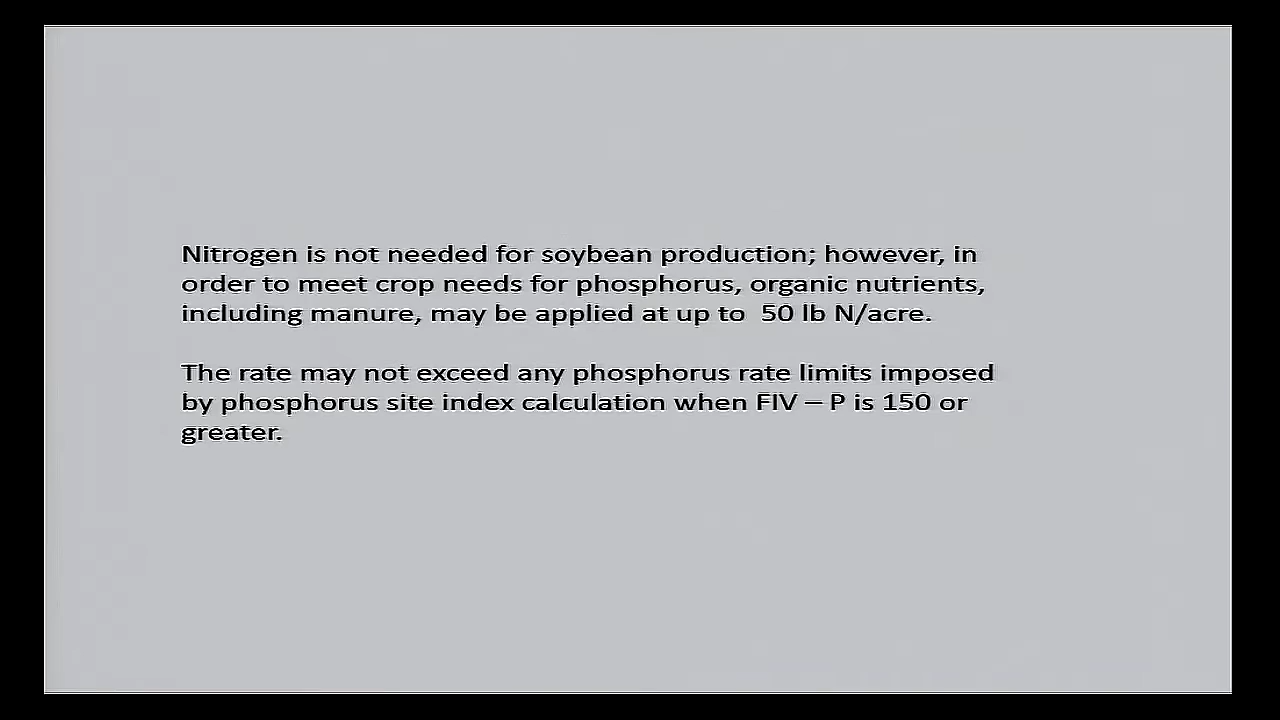 Nitrogen is not needed for soybean production; however, in
order to meet crop needs for phosphorus, organic nutrients,
including manure, may be applied at up to  50 lb N/acre.
The rate may not exceed any phosphorus rate limits imposed
by phosphorus site index calculation when FIV – P is 150 or
greater.